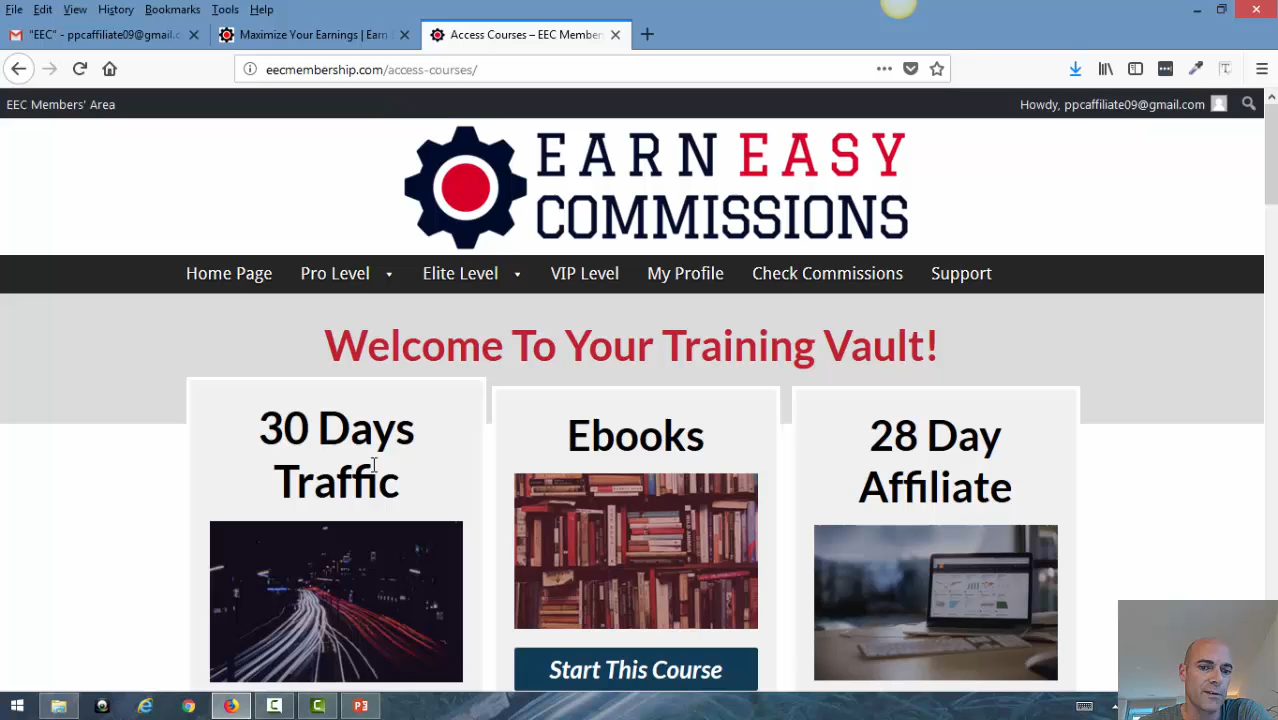 File Edit View History Bookmarks Tools Help
"EEC" - ppcaffiliate09@gmail.c
Maximize Your Earnings | Earn
Access Courses – EEC Member
eecmembership.com/access-courses/
EEC Members' Area
Howdy, ppcaffiliate09@gmail.com
EARN EASY
COMMISSIONS
Home Page Pro Level Elite Level VIP Level My Profile Check Commissions Support
Welcome To Your Training Vault!
30 Days
Traffic
Ebooks
Start This Course
28 Day
Affiliate